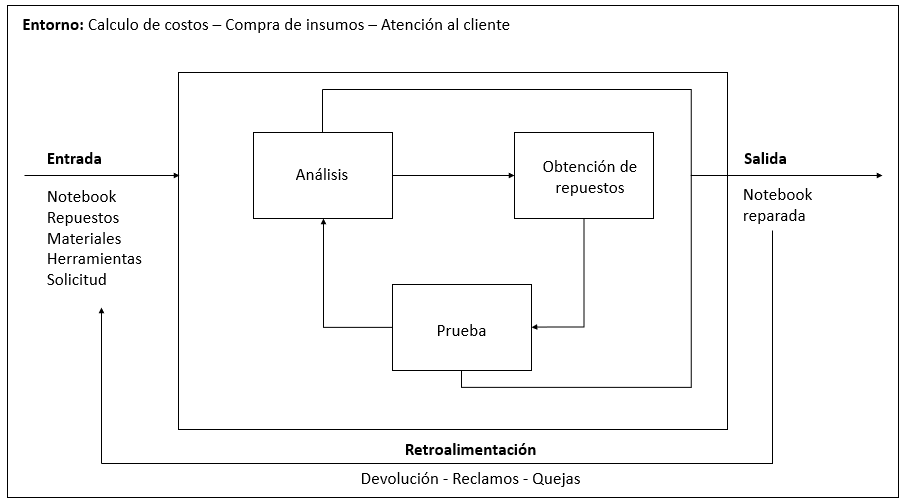 Entorno: Calculo de costos – Compra de insumos – Atención al cliente
Entrada
Notebook
Repuestos
Materiales
Herramientas
Solicitud
Análisis
Obtención de
repuestos
Prueba
Salida
Notebook
reparada
Retroalimentación
Devolución - Reclamos - Quejas